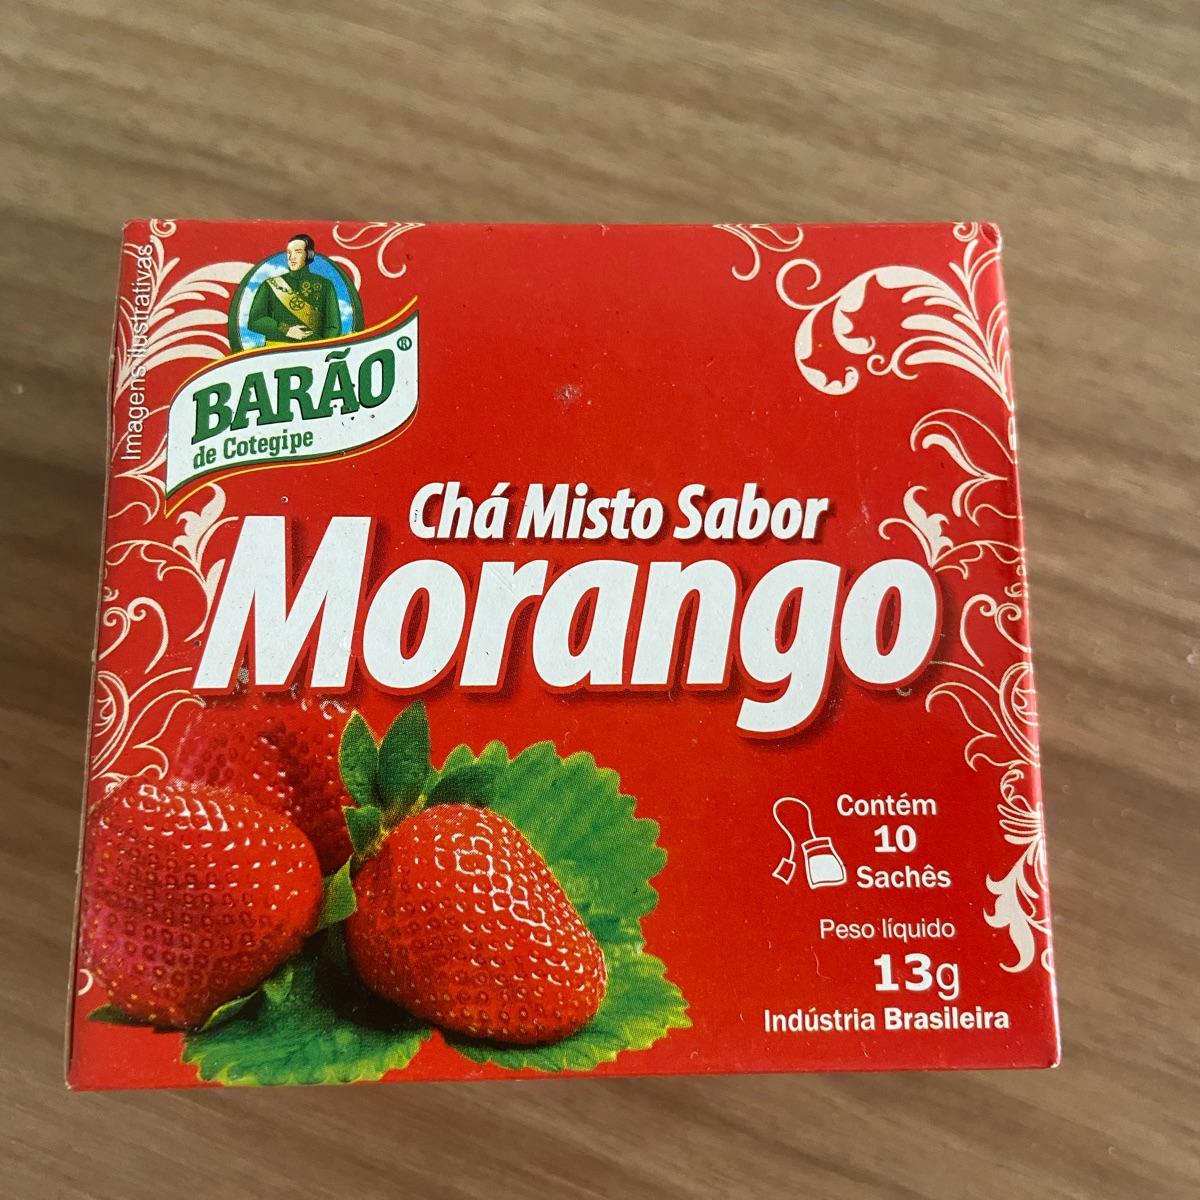 Imagens ilustrativas
BARÃO®
de Cotegipe
Chá Misto Sabor
Morango
Contém
10
Sachês
Peso líquido
13g
Indústria Brasileira